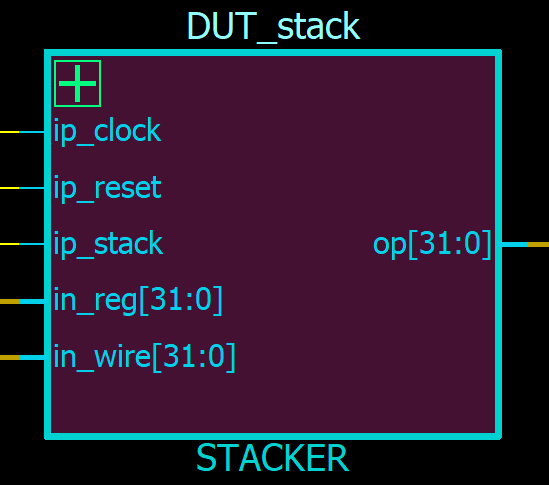 DUT_stack
ip_clock
ip_reset
ip_stack
op[31:0]
in_reg[31:0]
in_wire[31:0]
STACKER